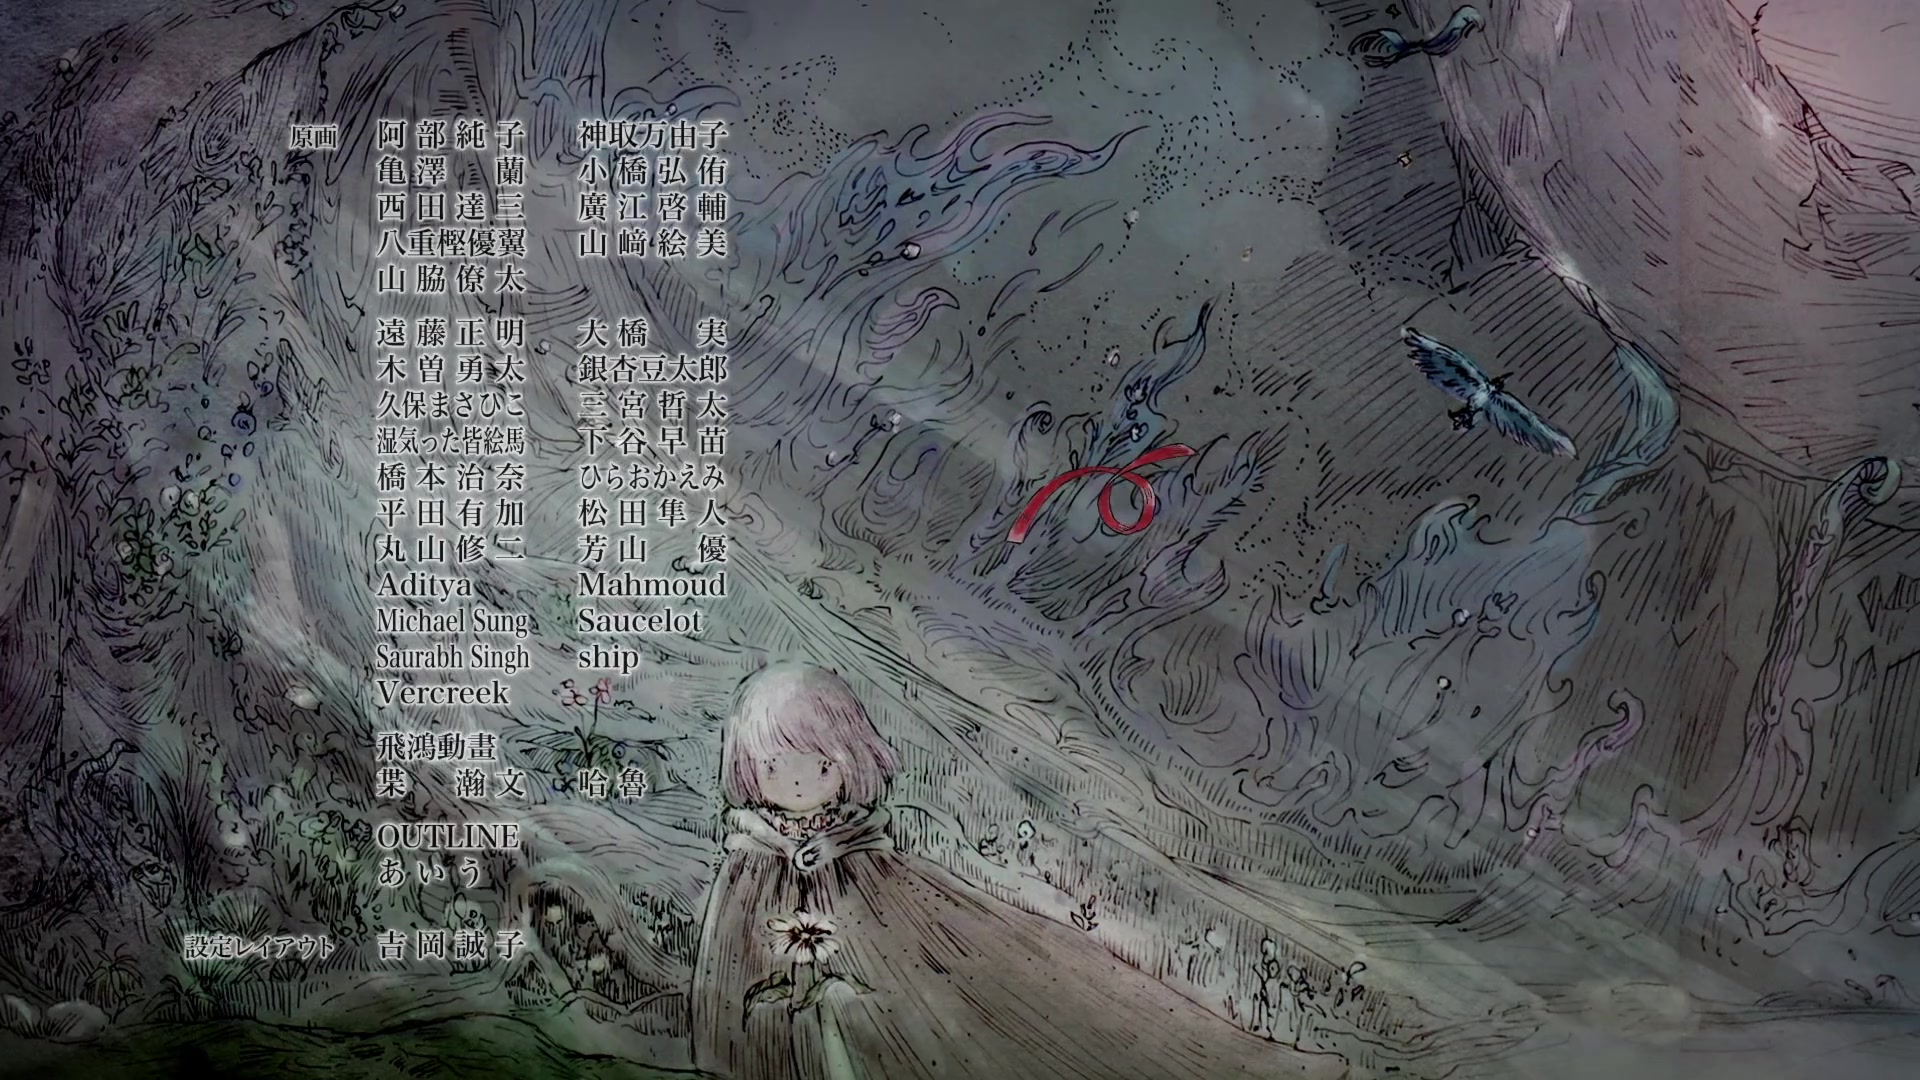 原画 阿部純子 神取万由子
亀澤蘭 小橋弘侑
西田達三 廣江啓輔
八重樫優翼 山﨑絵美
山脇僚太
遠藤正明 大橋実
木曽勇太 銀杏豆太郎
久保まさひこ 三宮哲太
湿気った皆絵馬 下谷早苗
橋本治奈 ひらおかえみ
平田有加 松田隼人
丸山修二 芳山優
Aditya Mahmoud
Michael Sung Saucelot
Saurabh Singh ship
Vercreek
飛鴻動畫
瀚文 哈魯
OUTLINE
あいう
設定レイアウト 吉岡誠子